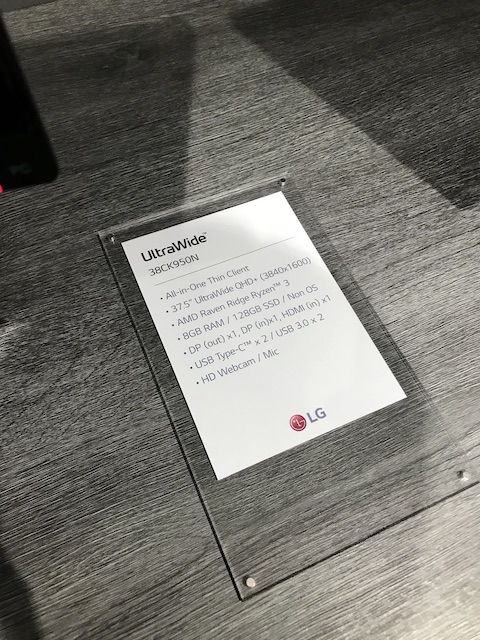 UltraWide™
38CK950N
• All-in-One Thin Client
• 37.5" UltraWide QHD+ (3840x1600)
• AMD Raven Ridge Ryzen™ 3
• 8GB RAM / 128GB SSD / Non OS
• DP (out) x1, DP (in)x1, HDMI (in) x1
• USB Type-C™ x 2 / USB 3.0 x 2
• HD Webcam / Mic
LG